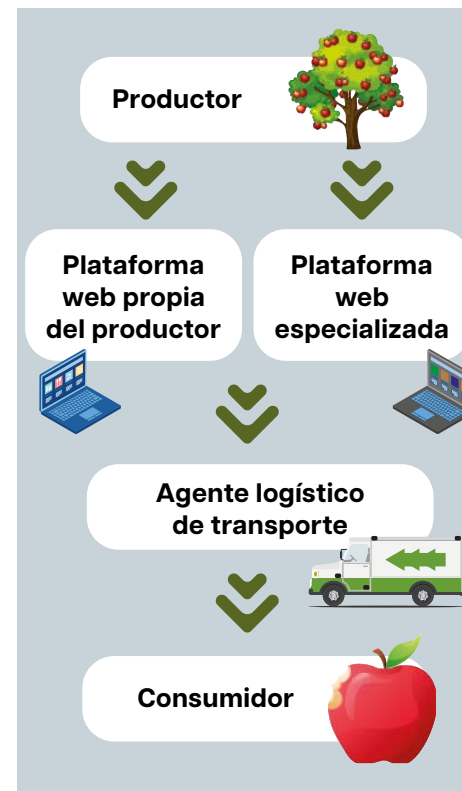 Productor
Plataforma
web propia
del productor
Plataforma
web
especializada
Agente logístico
de transporte
Consumidor